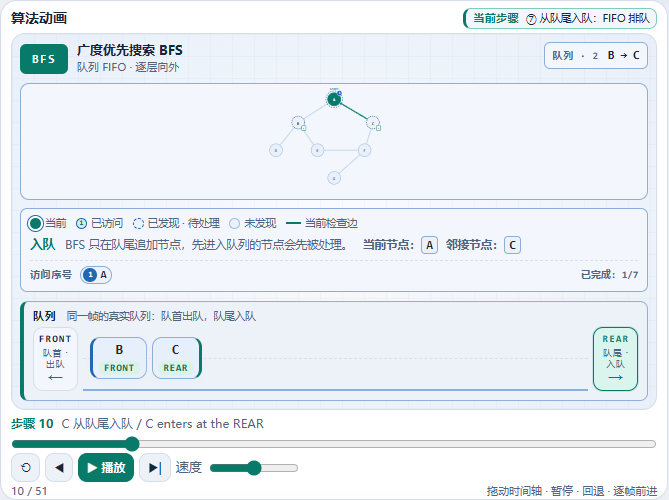 算法动画
当前步骤 ⑦ 从队尾入队：FIFO 排队
BFS
广度优先搜索 BFS
队列 FIFO · 逐层向外
队列 · 2 B → C
当前 1 已访问 已发现 · 待处理 未发现 当前检查边
入队 BFS 只在队尾追加节点，先进入队列的节点会先被处理。 当前节点： A 邻接节点： C
访问序号 1 A
已完成：1/7
队列 同一帧的真实队列：队首出队，队尾入队
FRONT
队首 ·
出队
←
B
FRONT
C
REAR
REAR
队尾 ·
入队
→
步骤 10 C 从队尾入队 / C enters at the REAR
播放
速度
10 / 51
拖动时间轴 · 暂停 · 回退 · 逐帧前进